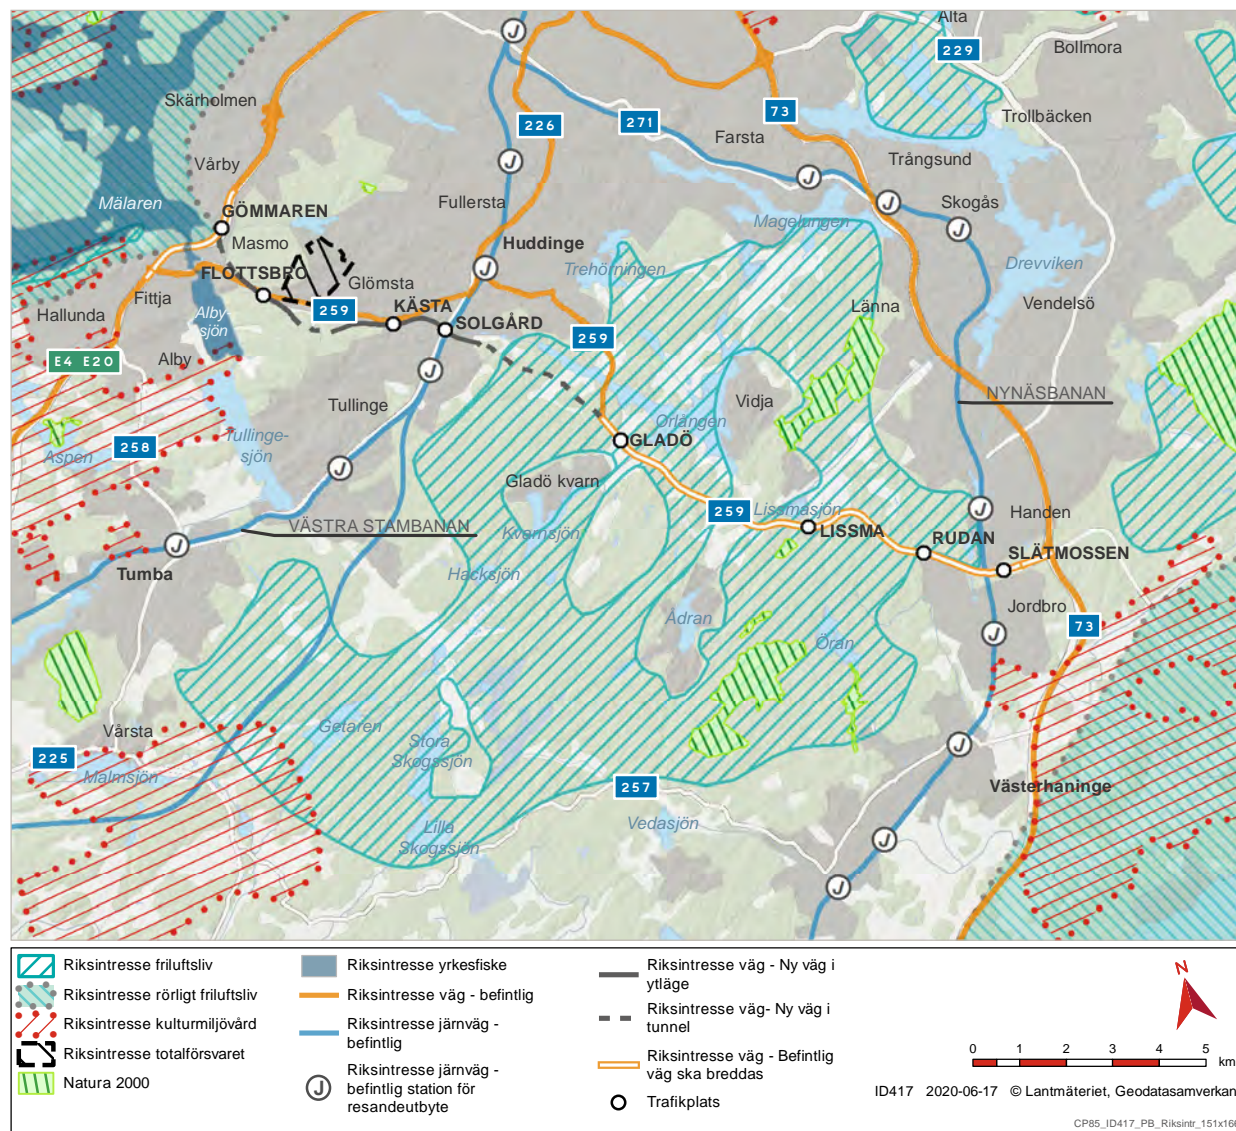 Älta
229
Bollmora
Skärholmen
73
271
226
Trollbäcken
Farsta
Trångsund
Vårby
Fullersta
Skogås
Mälaren
GÖMMAREN
Magelungen
Masmo
Huddinge
Drevviken
Trehörningen
FLOTTSBRO
Glömsta
Fittja
Länna
Vendelsö
KÄSTA
Hallunda
259
Alby-
sjön
SOLGÅRD
259
E4 E20
Alby
NYNÄSBANAN
Vidja
Tullinge
Orlången
Tullinge-
sjön
GLADÖ
258
Aspen
Gladö kvarn
259
Lissmasjön
Handen
VÄSTRA STAMBANAN
Kvarnsjön
LISSMA
RUDAN
SLÄTMOSSEN
Tumba
Hacksjön
Jordbro
Ådran
73
Öran
Getaren
Vårsta
Stora
Skogssjön
225
Malmsjön
257
Västerhaninge
Vedasjön
Lilla
Skogssjön
J
J
J
J
J
J
J
J
J
J
J
J
J
J
Riksintresse friluftsliv
Riksintresse rörligt friluftsliv
Riksintresse kulturmiljövård
Riksintresse totalförsvaret
Natura 2000
Riksintresse yrkesfiske
Riksintresse väg - befintlig
Riksintresse järnväg -
befintlig
J
Riksintresse järnväg -
befintlig station för
resandeutbyte
Riksintresse väg - Ny väg i
ytläge
Riksintresse väg- Ny väg i
tunnel
Riksintresse väg - Befintlig
väg ska breddas
Trafikplats
N
0 1 2 3 4 5
km
ID417 2020-06-17 © Lantmäteriet, Geodatasamverkan
CP85_ID417_PB_Riksintr_151x166